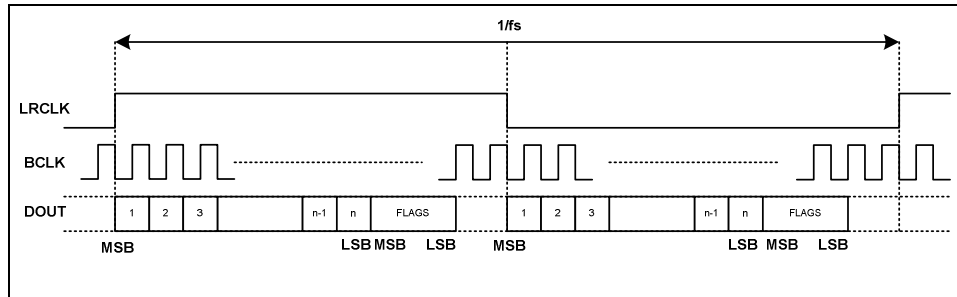 1/fs
LRCLK
BCLK
DOUT
1 2 3 n-1 n FLAGS 1 2 3 n-1 n FLAGS
MSB LSB MSB LSB MSB LSB MSB LSB